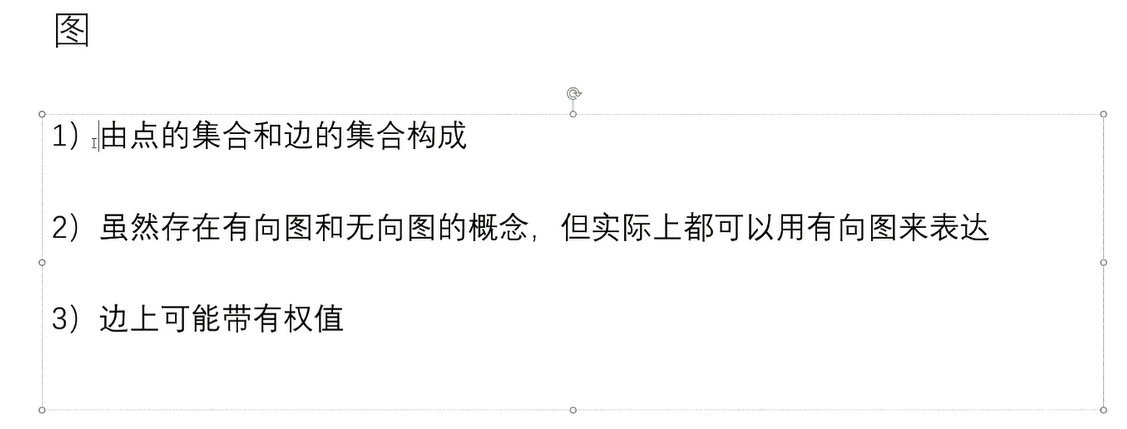 图
1）由点的集合和边的集合构成
2）虽然存在有向图和无向图的概念，但实际上都可以用有向图来表达
3）边上可能带有权值